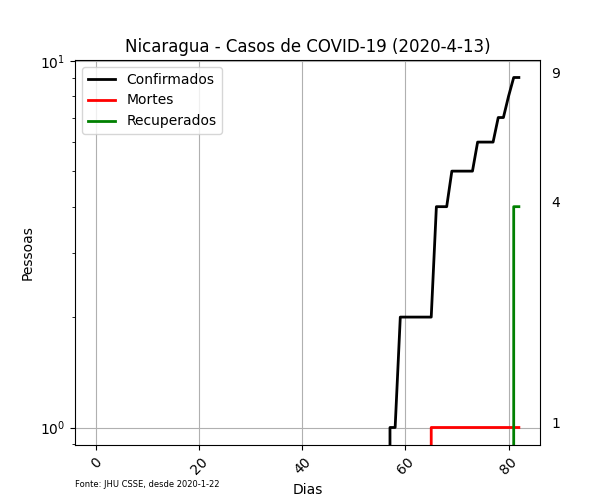 Nicaragua - Casos de COVID-19 (2020-4-13)
Confirmados
Mortes
Recuperados
10¹
10⁰
Pessoas
9
4
1
0
20
40
60
80
Dias
Fonte: JHU CSSE, desde 2020-1-22